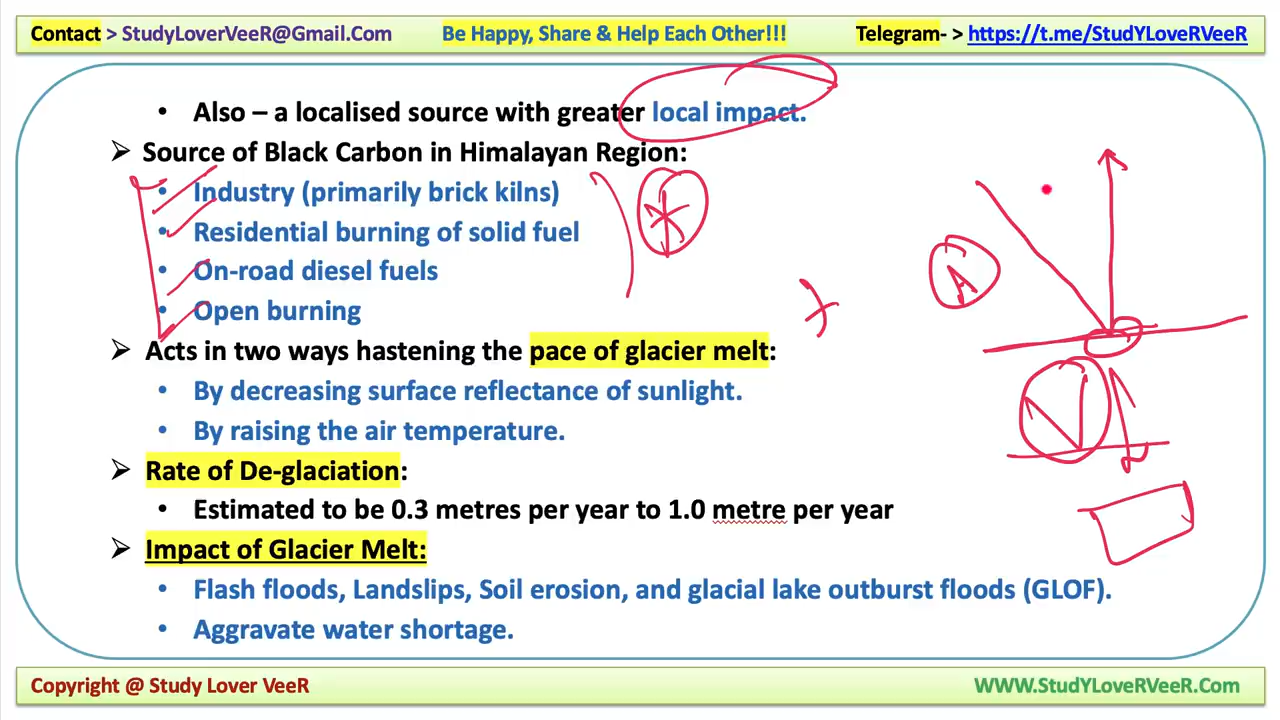 Contact > StudyLoverVeeR@Gmail.Com Be Happy, Share & Help Each Other!!! Telegram- > https://t.me/StudYLoveRVeeR
• Also – a localised source with greater local impact.
➢ Source of Black Carbon in Himalayan Region:
• Industry (primarily brick kilns)
• Residential burning of solid fuel
• On-road diesel fuels
• Open burning
A
➢ Acts in two ways hastening the pace of glacier melt:
• By decreasing surface reflectance of sunlight.
• By raising the air temperature.
➢ Rate of De-glaciation:
• Estimated to be 0.3 metres per year to 1.0 metre per year
➢ Impact of Glacier Melt:
• Flash floods, Landslips, Soil erosion, and glacial lake outburst floods (GLOF).
• Aggravate water shortage.
Copyright @ Study Lover VeeR WWW.StudYLoveRVeeR.Com